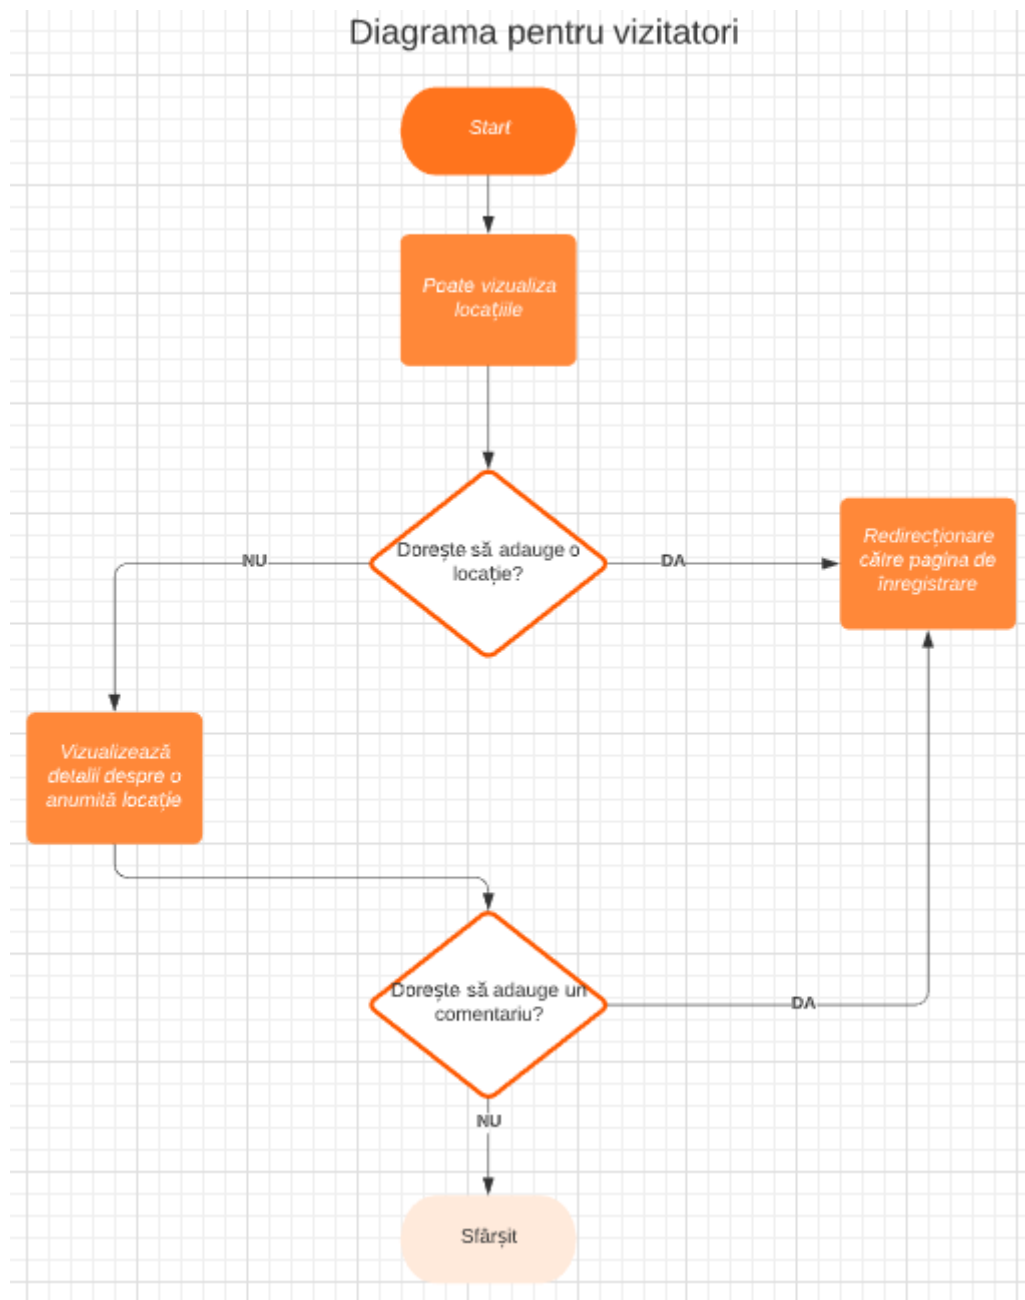 Diagrama pentru vizitatori
Start
Poate vizualiza
locațiile
Dorește să adauge o
locație?
NU
DA
Redirecționare
către pagina de
înregistrare
Vizualizează
detalii despre o
anumită locație
Dorește să adauge un
comentariu?
DA
NU
Sfârșit